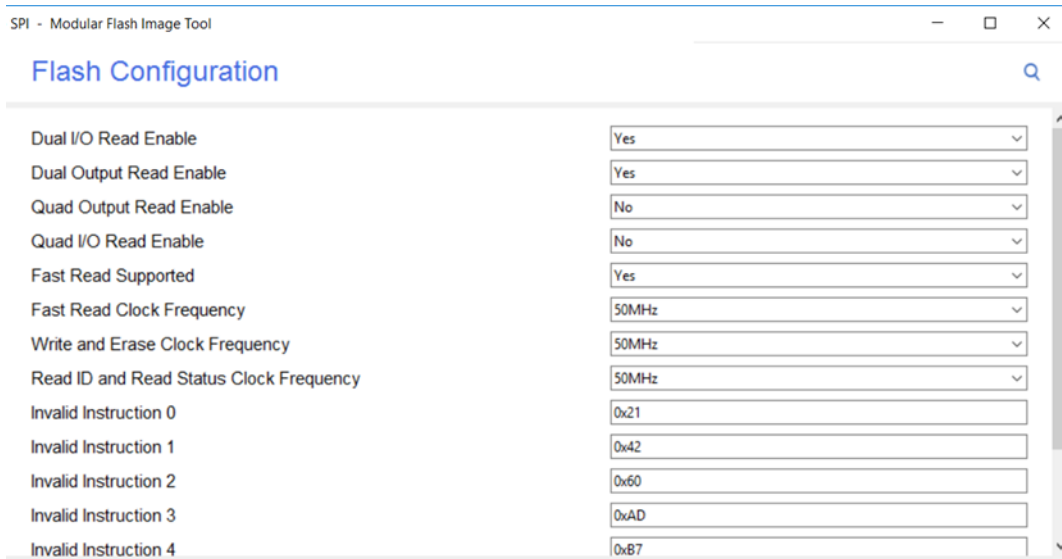 SPI - Modular Flash Image Tool
Flash Configuration
Dual I/O Read Enable Yes
Dual Output Read Enable Yes
Quad Output Read Enable No
Quad I/O Read Enable No
Fast Read Supported Yes
Fast Read Clock Frequency 50MHz
Write and Erase Clock Frequency 50MHz
Read ID and Read Status Clock Frequency 50MHz
Invalid Instruction 0 0x21
Invalid Instruction 1 0x42
Invalid Instruction 2 0x60
Invalid Instruction 3 0xAD
Invalid Instruction 4 0xB7